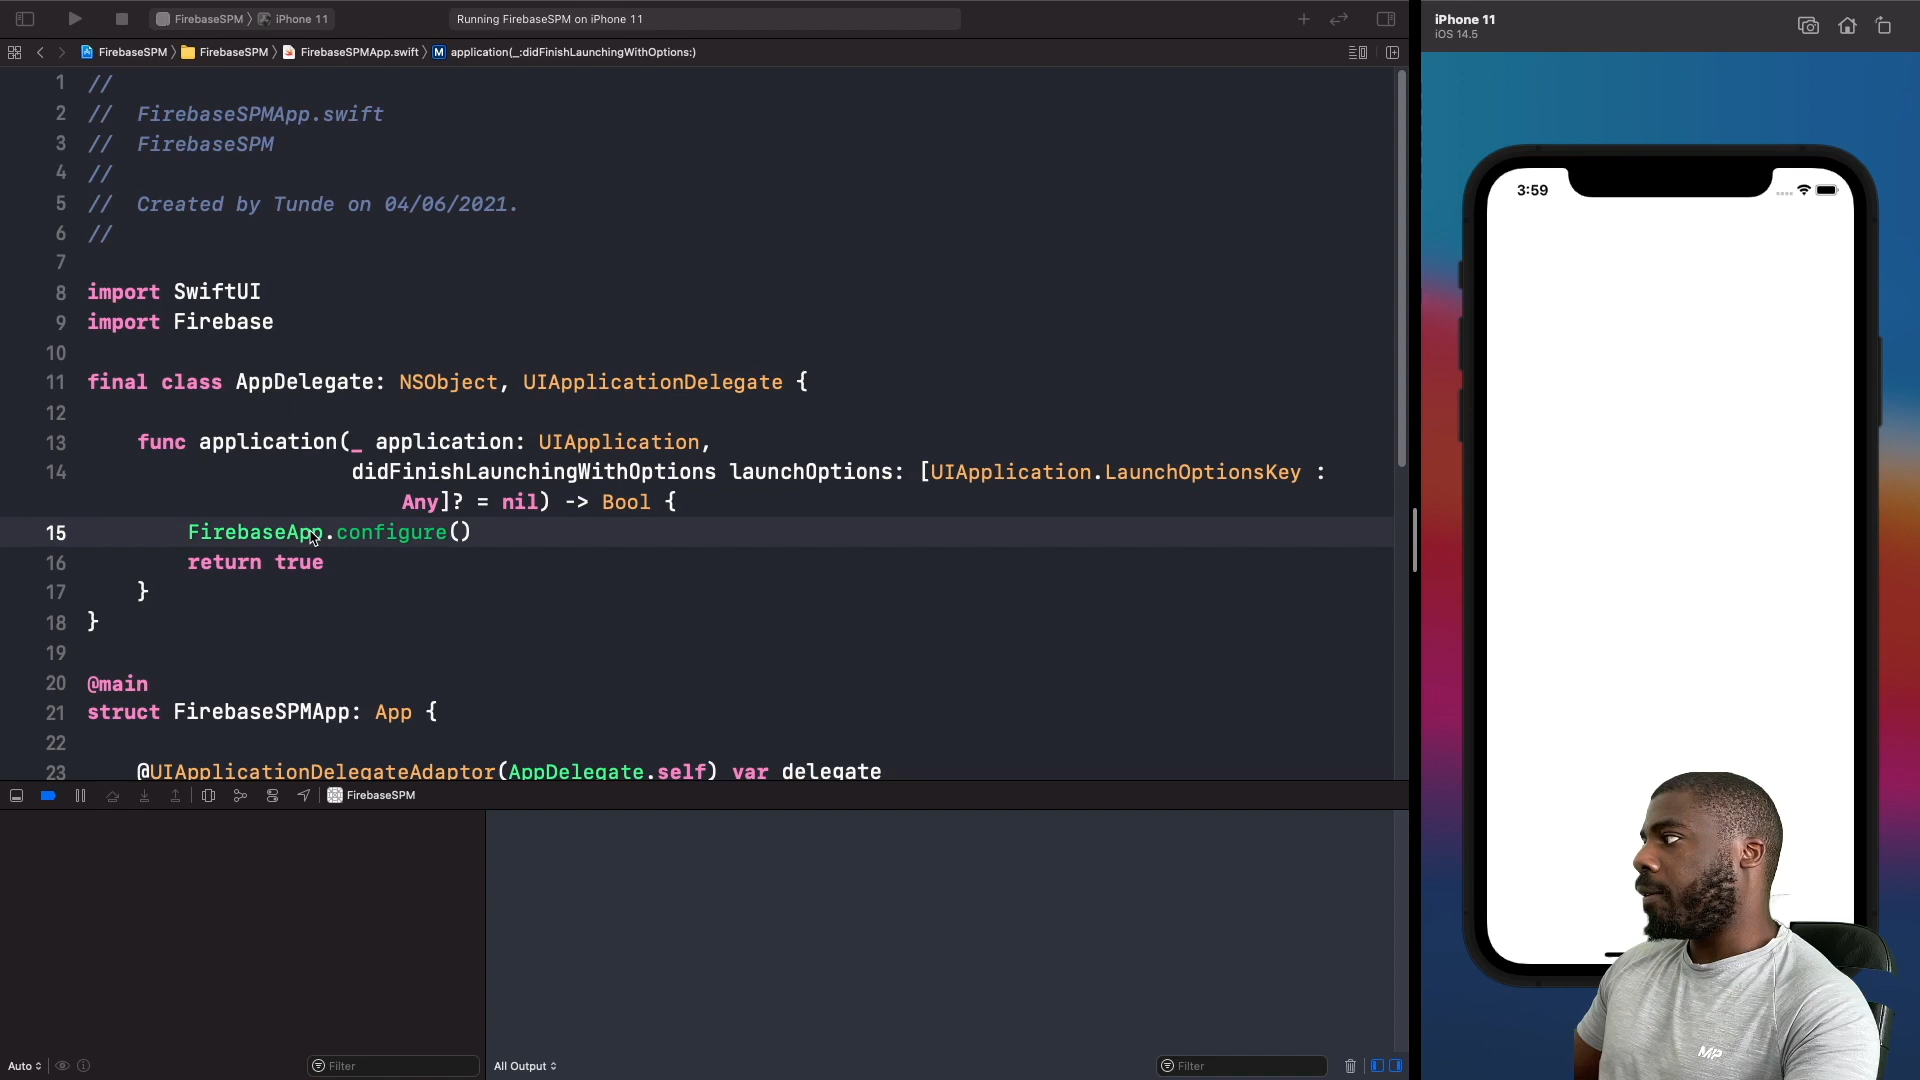 FirebaseSPM 〉 iPhone 11
Running FirebaseSPM on iPhone 11
FirebaseSPM 〉 FirebaseSPM 〉 FirebaseSPMApp.swift 〉 M application(_:didFinishLaunchingWithOptions:)
1 //
2 //  FirebaseSPMApp.swift
3 //  FirebaseSPM
4 //
5 //  Created by Tunde on 04/06/2021.
6 //
7
8 import SwiftUI
9 import Firebase
10
11 final class AppDelegate: NSObject, UIApplicationDelegate {
12
13 func application(_ application: UIApplication,
14 didFinishLaunchingWithOptions launchOptions: [UIApplication.LaunchOptionsKey :
Any]? = nil) -> Bool {
15 FirebaseApp.configure()
16 return true
17 }
18 }
19
20 @main
21 struct FirebaseSPMApp: App {
22
23 @UIApplicationDelegateAdaptor(AppDelegate.self) var delegate
FirebaseSPM
Auto
Filter
All Output
Filter
iPhone 11
iOS 14.5
3:59
MP